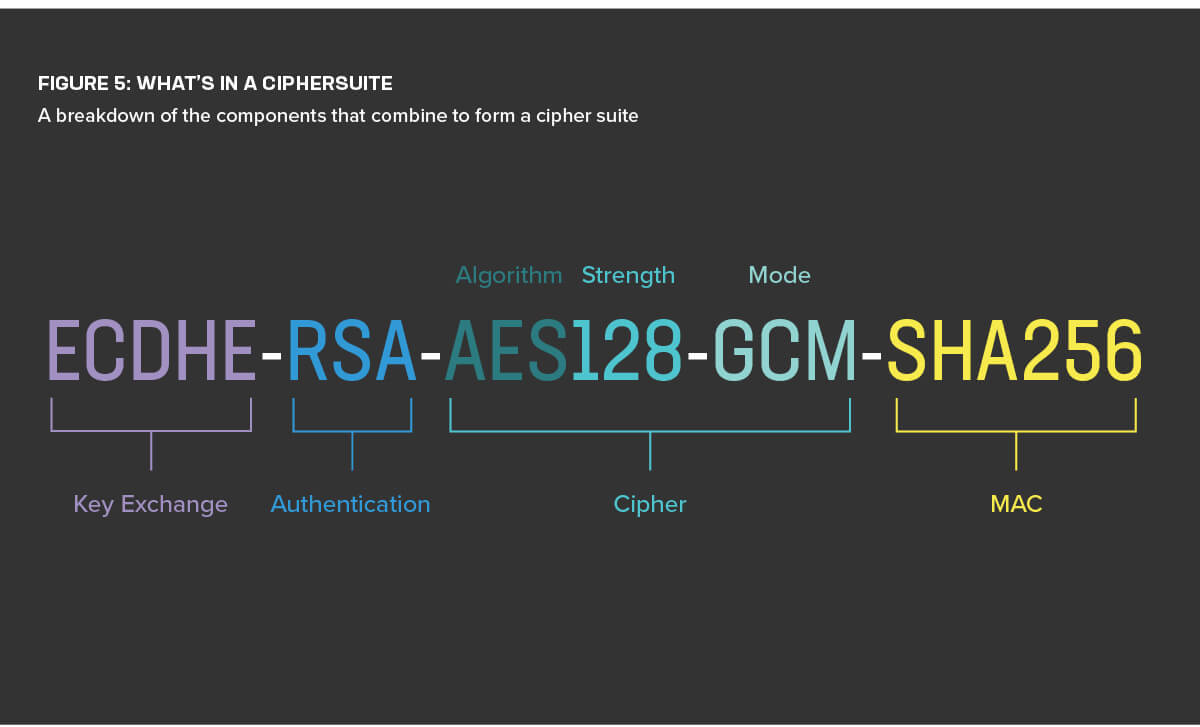 FIGURE 5: WHAT’S IN A CIPHERSUITE
A breakdown of the components that combine to form a cipher suite
Algorithm Strength Mode
ECDHE-RSA-AES128-GCM-SHA256
Key Exchange Authentication Cipher MAC